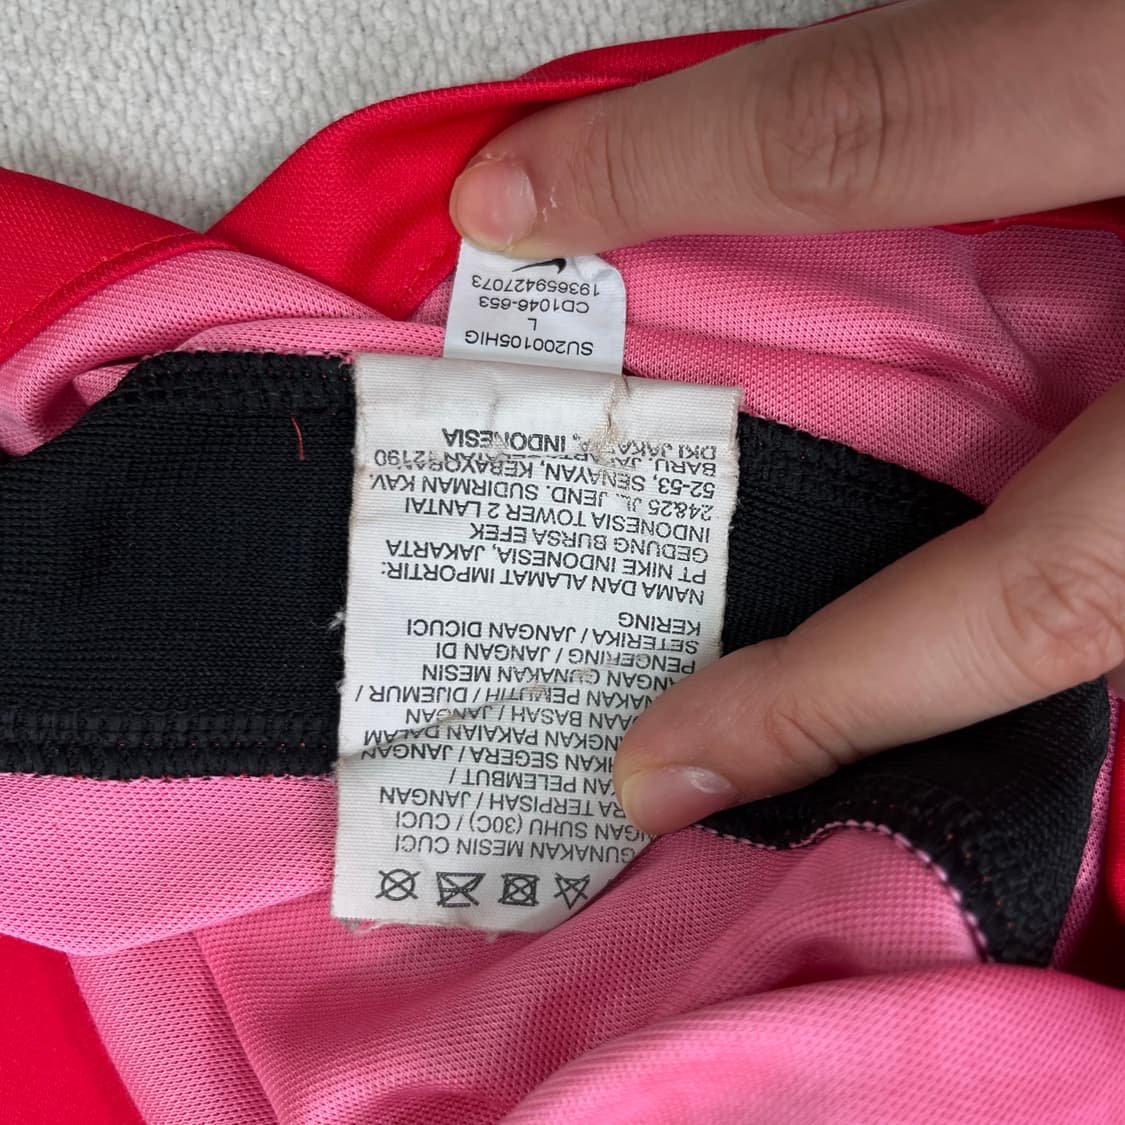 SU200105HIG
L
CD1046-653
193659427073
GUNAKAN MESIN CUCI
SUHU (30C) / CUCI
TERPISAH / JANGAN
PELEMBUT /
SEGERA / JANGAN
PAKAIAN DALAM
BASAH / JANGAN
PEMUTIH / DIJEMUR /
GUNAKAN MESIN
PENGERING / JANGAN DI
SETERIKA / JANGAN DICUCI
KERING
NAMA DAN ALAMAT IMPORTIR:
PT NIKE INDONESIA, JAKARTA
GEDUNG BURSA EFEK
INDONESIA TOWER 2 LANTAI
24&25 JL. JEND. SUDIRMAN KAV.
52-53, SENAYAN, KEBAYORAN
BARU, 12190
DKI JAKARTA, INDONESIA